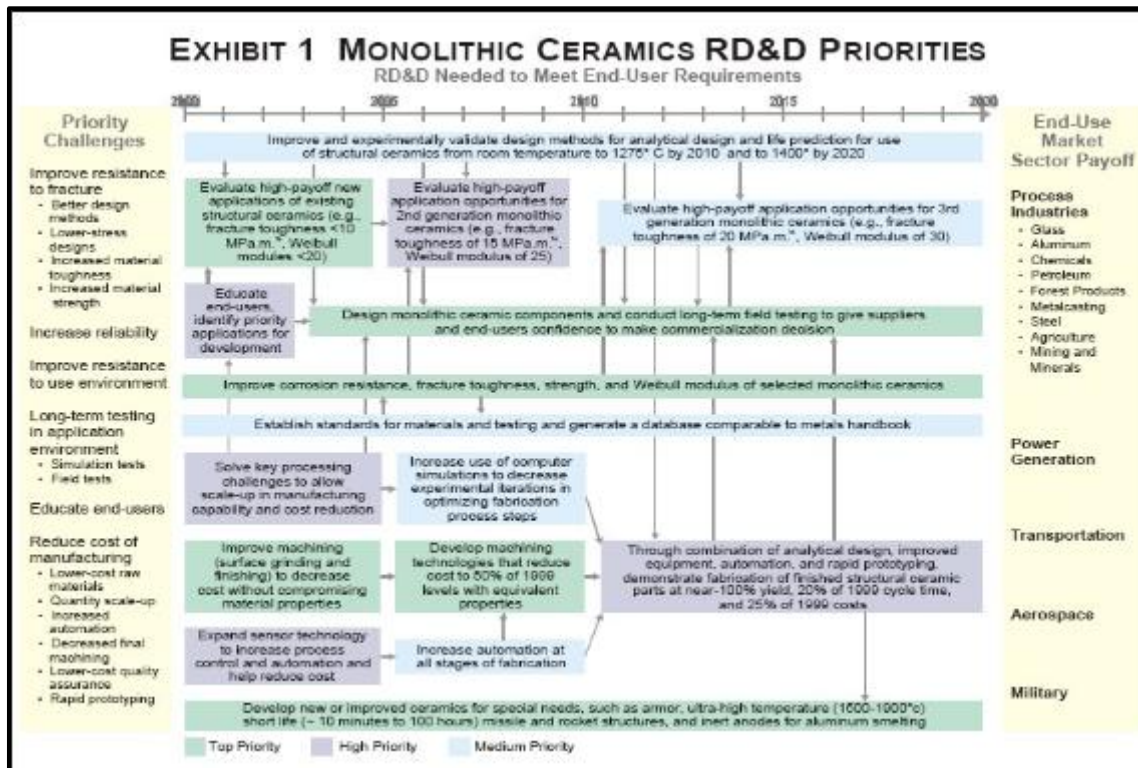 EXHIBIT 1 MONOLITHIC CERAMICS RD&D PRIORITIES
RD&D Needed to Meet End-User Requirements
2000 2005 2010 2015 2000
Priority
Challenges
Improve resistance
to fracture
• Better design
methods
• Lower-stress
designs
• Increased material
toughness
• Increased material
strength
Increase reliability
Improve resistance
to use environment
Long-term testing
in application
environment
• Simulation tests
• Field tests
Educate end-users
Reduce cost of
manufacturing
• Lower-cost raw
materials
• Quantity scale-up
• Increased
automation
• Decreased final
machining
• Lower-cost quality
assurance
• Rapid prototyping
Improve and experimentally validate design methods for analytical design and life prediction for use
of structural ceramics from room temperature to 1275° C by 2010 and to 1400° by 2020
Evaluate high-payoff new
applications of existing
structural ceramics (e.g.,
fracture toughness <10
MPa.m. , Weibull
modules <20)
Evaluate high-payoff
application opportunities for
2nd generation monolithic
ceramics (e.g., fracture
toughness of 15 MPa.m. ,
Weibull modulus of 25)
Evaluate high-payoff application opportunities for 3rd
generation monolithic ceramics (e.g., fracture
toughness of 20 MPa.m. , Weibull modulus of 30)
Educate
end-users,
identify priority
applications for
development
Design monolithic ceramic components and conduct long-term field testing to give suppliers
and end-users confidence to make commercialization decision
Improve corrosion resistance, fracture toughness, strength, and Weibull modulus of selected monolithic ceramics
Establish standards for materials and testing and generate a database comparable to metals handbook
Solve key processing
challenges to allow
scale-up in manufacturing
capability and cost reduction
Increase use of computer
simulations to decrease
experimental iterations in
optimizing fabrication
process steps
Improve machining
(surface grinding and
finishing) to decrease
cost without compromising
material properties
Develop machining
technologies that reduce
cost to 50% of 1999
levels with equivalent
properties
Through combination of analytical design, improved
equipment, automation, and rapid prototyping,
demonstrate fabrication of finished structural ceramic
parts at near-100% yield, 20% of 1999 cycle time,
and 25% of 1999 costs
Expand sensor technology
to increase process
control and automation and
help reduce cost
Increase automation at
all stages of fabrication
Develop new or improved ceramics for special needs, such as armor, ultra-high temperature
short life (~ 10 minutes to 100 hours) missile and rocket structures, and inert anodes for aluminum smelting
Top Priority High Priority Medium Priority
End-Use
Market
Sector Payoff
Process
Industries
• Glass
• Aluminum
• Chemicals
• Petroleum
• Forest Products
• Metalcasting
• Steel
• Agriculture
• Mining and
Minerals
Power
Generation
Transportation
Aerospace
Military